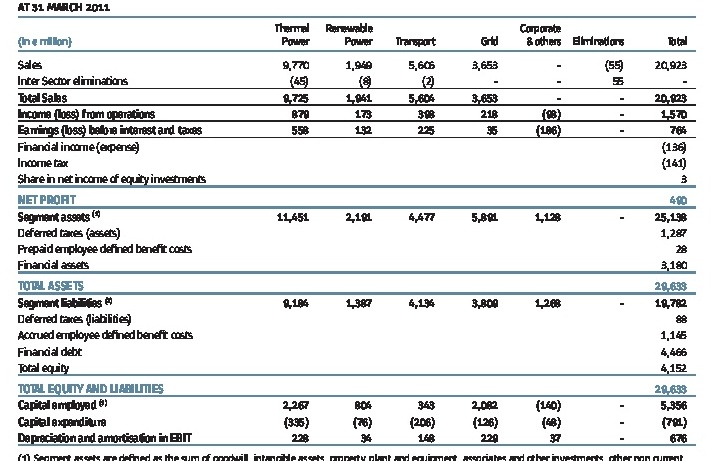 AT 31 MARCH 2011
(in € million) Thermal Power Renewable Power Transport Grid Corporate & others Eliminations Total
Sales 9,770 1,949 5,606 3,653 - (55) 20,923
Inter Sector eliminations (45) (8) (2) - - 55 -
Total Sales 9,725 1,941 5,604 3,653 - - 20,923
Income (loss) from operations 879 173 398 218 (98) - 1,570
Earnings (loss) before interest and taxes 558 132 225 35 (186) - 764
Financial income (expense) (136)
Income tax (141)
Share in net income of equity investments 3
NET PROFIT 490
Segment assets (1) 11,451 2,191 4,477 5,891 1,128 - 25,138
Deferred taxes (assets) 1,287
Prepaid employee defined benefit costs 28
Financial assets 3,180
TOTAL ASSETS 29,633
Segment liabilities (2) 9,184 1,387 4,134 3,809 1,268 - 19,782
Deferred taxes (liabilities) 88
Accrued employee defined benefit costs 1,145
Financial debt 4,466
Total equity 4,152
TOTAL EQUITY AND LIABILITIES 29,633
Capital employed (3) 2,267 804 343 2,082 (140) - 5,356
Capital expenditure (335) (76) (206) (126) (48) - (791)
Depreciation and amortisation in EBIT 228 34 148 229 37 - 676
(1) Segment assets are defined as the sum of goodwill, intangible assets, property plant and equipment, associates and other investments, other non current